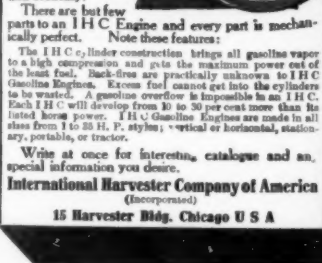 There are but few
parts to an I H C Engine and every part is mechan-
ically perfect. Note these features:
The I H C cylinder construction brings all gasoline vapor
to a high compression and gets the maximum power out of
the least fuel. Back-fires are practically unknown to I H C
Gasoline Engines. Excess fuel cannot get into the cylinders
to be wasted. A gasoline overflow is impossible in an I H C.
Each I H C will develop from 10 to 30 per cent more than its
listed horse power. I H C Gasoline Engines are made in all
sizes from 1 to 35 H. P. styles; vertical or horizontal, station-
ary, portable, or tractor.
Write at once for interesting catalogue and an
special information you desire.
International Harvester Company of America
(Incorporated)
15 Harvester Bldg. Chicago U S A